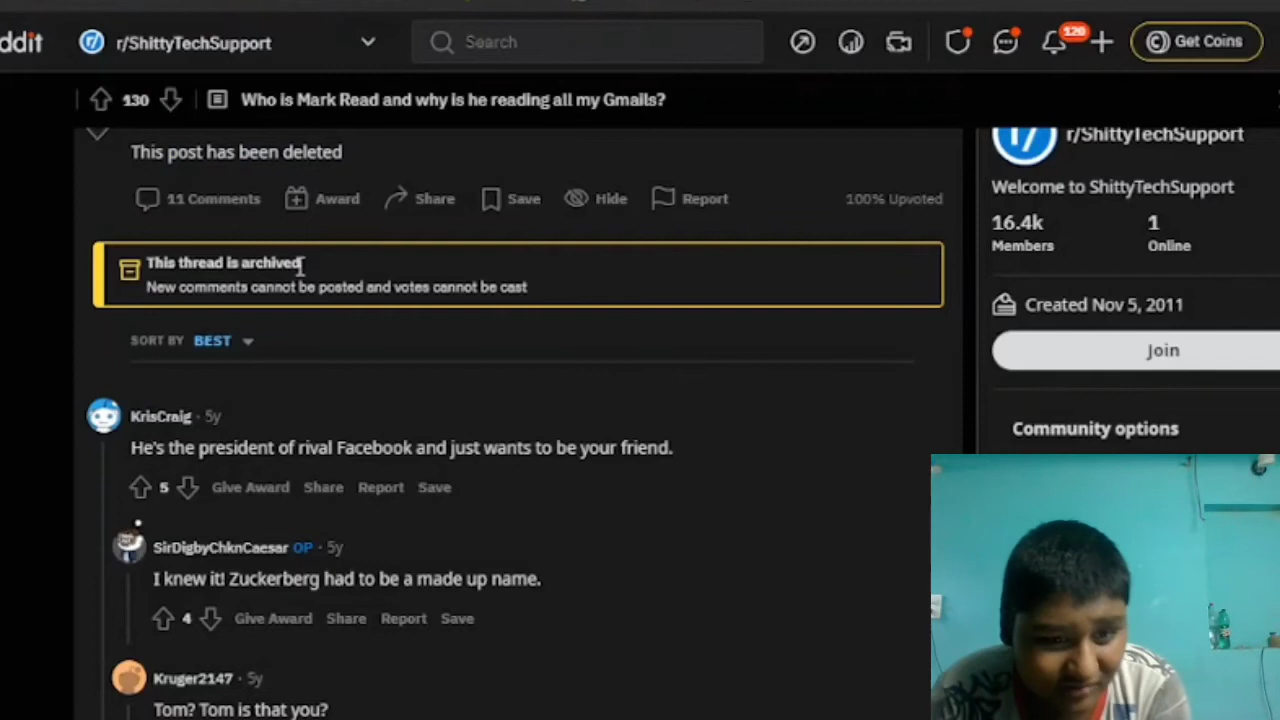 ddit r/ShittyTechSupport Search 120 Get Coins
130 Who is Mark Read and why is he reading all my Gmails?
This post has been deleted
11 Comments Award Share Save Hide Report 100% Upvoted
This thread is archived
New comments cannot be posted and votes cannot be cast
SORT BY BEST
KrisCraig · 5y
He's the president of rival Facebook and just wants to be your friend.
5 Give Award Share Report Save
SirDigbyChknCaesar OP · 5y
I knew it! Zuckerberg had to be a made up name.
4 Give Award Share Report Save
Kruger2147 · 5y
Tom? Tom is that you?
r/ShittyTechSupport
Welcome to ShittyTechSupport
16.4k 1
Members Online
Created Nov 5, 2011
Join
Community options